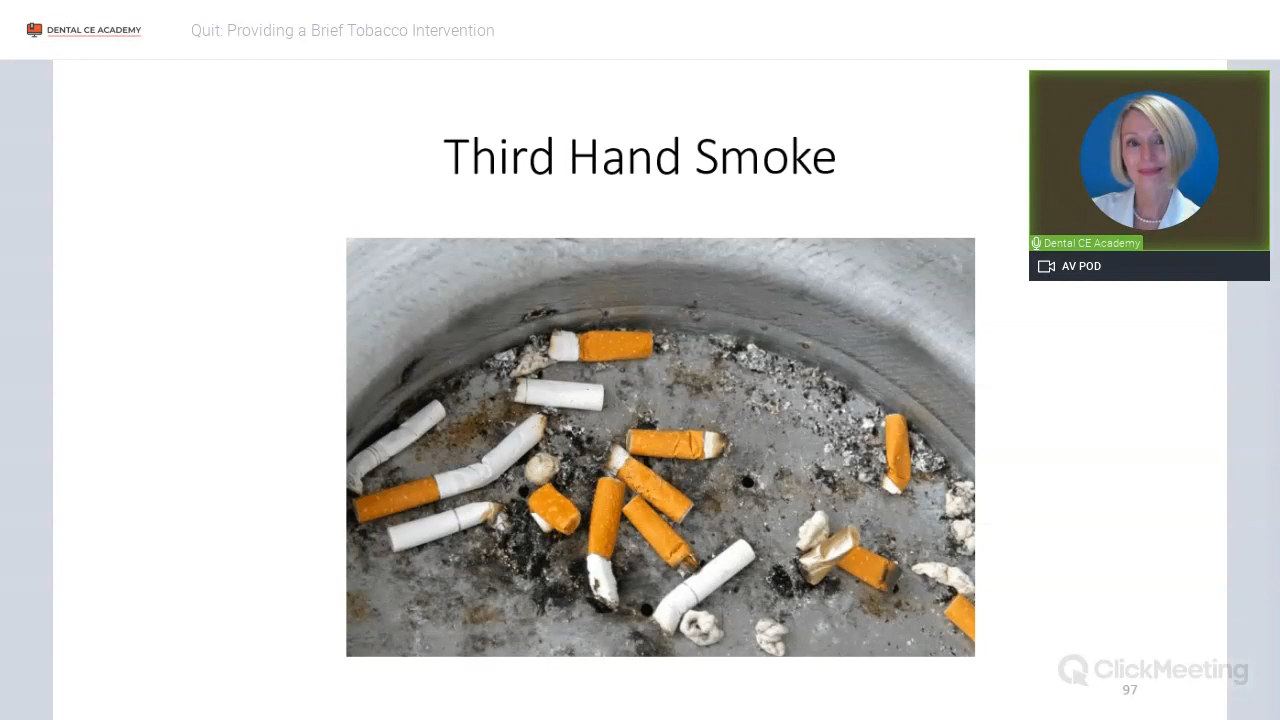 DENTAL CE ACADEMY
Quit: Providing a Brief Tobacco Intervention
Third Hand Smoke
Dental CE Academy
AV POD
ClickMeeting
97